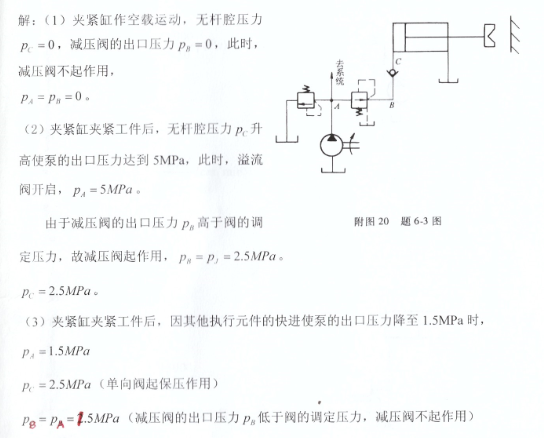 解：（1）夹紧缸作空载运动，无杆腔压力
p_C = 0，减压阀的出口压力 p_B = 0，此时，
减压阀不起作用，
p_A = p_B = 0 。
（2）夹紧缸夹紧工件后，无杆腔压力 p_C 升
高使泵的出口压力达到 5MPa，此时，溢流
阀开启， p_A = 5MPa 。
由于减压阀的出口压力 p_B 高于阀的调
定压力，故减压阀起作用， p_B = p_J = 2.5MPa 。
p_C = 2.5MPa 。
（3）夹紧缸夹紧工件后，因其他执行元件的快进使泵的出口压力降至 1.5MPa 时，
p_A = 1.5MPa
p_C = 2.5MPa （单向阀起保压作用）
p_B = p_A = 1.5MPa （减压阀的出口压力 p_B 低于阀的调定压力，减压阀不起作用）
去系统
C
A
B
附图 20 题 6-3 图